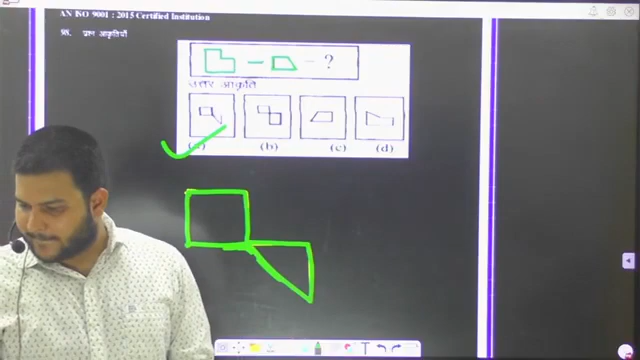 AN ISO 9001 : 2015 Certified Institution
98. प्रश्न आकृतियाँ
– – ?
उत्तर आकृति
(a) (b) (c) (d)
T